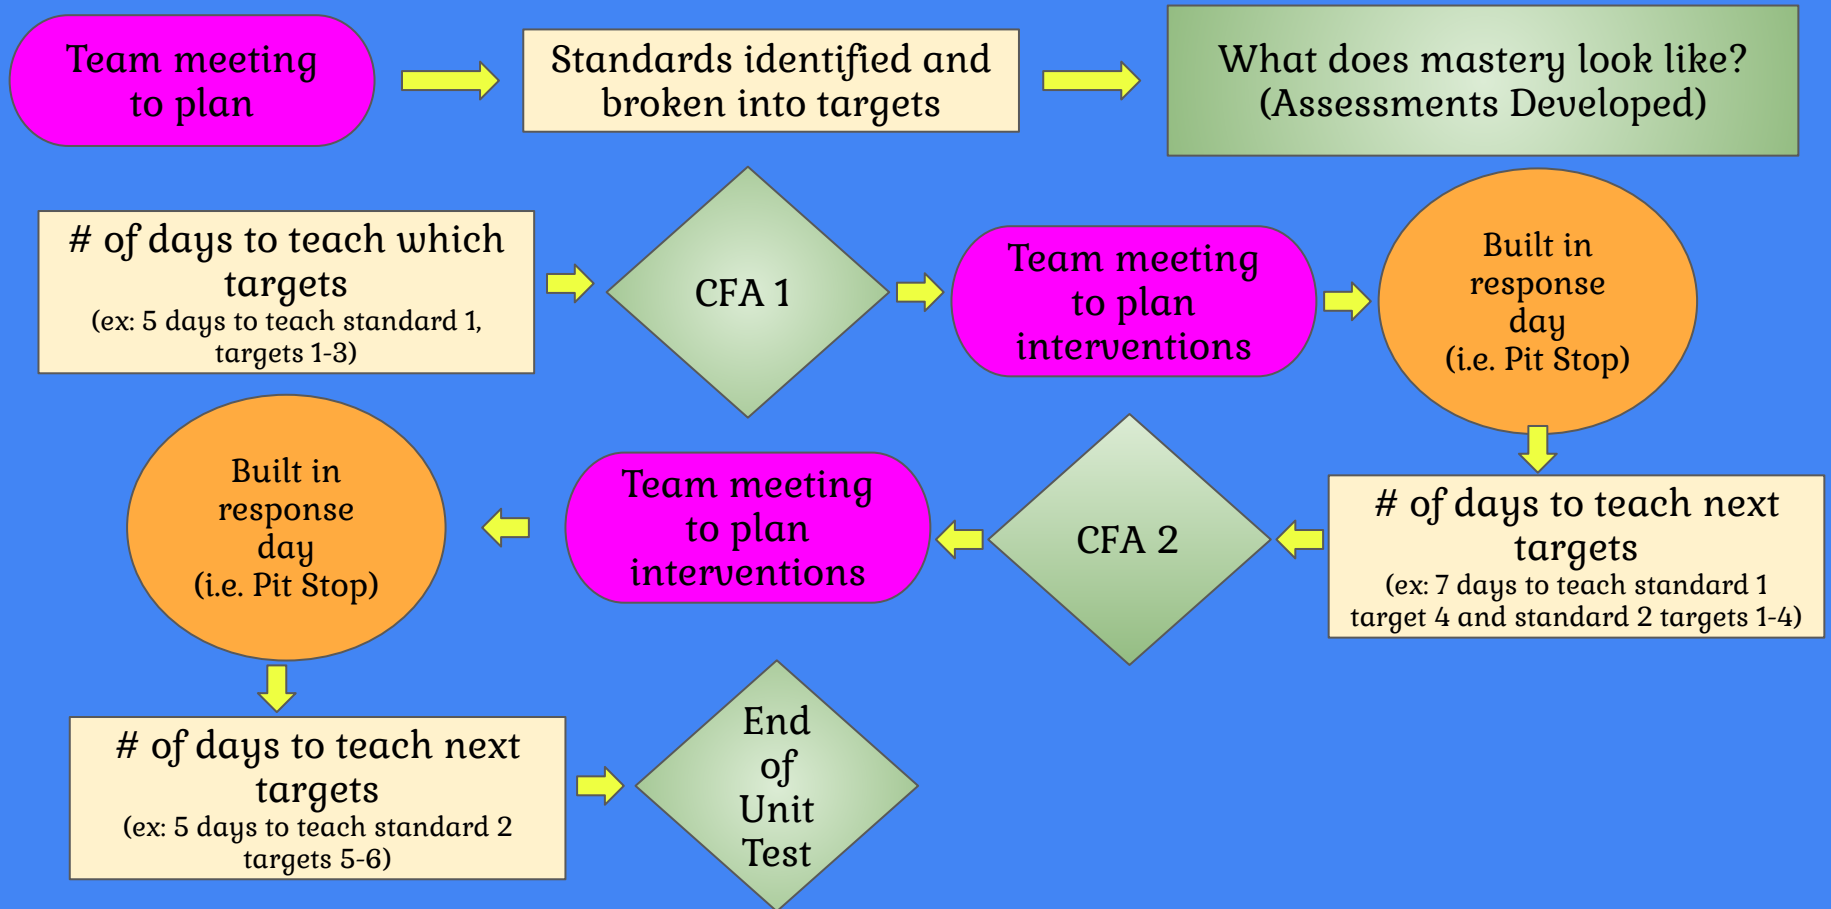 Team meeting
to plan
Standards identified and
broken into targets
What does mastery look like?
(Assessments Developed)
# of days to teach which
targets
(ex: 5 days to teach standard 1,
targets 1-3)
CFA 1
Team meeting
to plan
interventions
Built in
response
day
(i.e. Pit Stop)
# of days to teach next
targets
(ex: 7 days to teach standard 1
target 4 and standard 2 targets 1-4)
CFA 2
Team meeting
to plan
interventions
Built in
response
day
(i.e. Pit Stop)
# of days to teach next
targets
(ex: 5 days to teach standard 2
targets 5-6)
End
of
Unit
Test